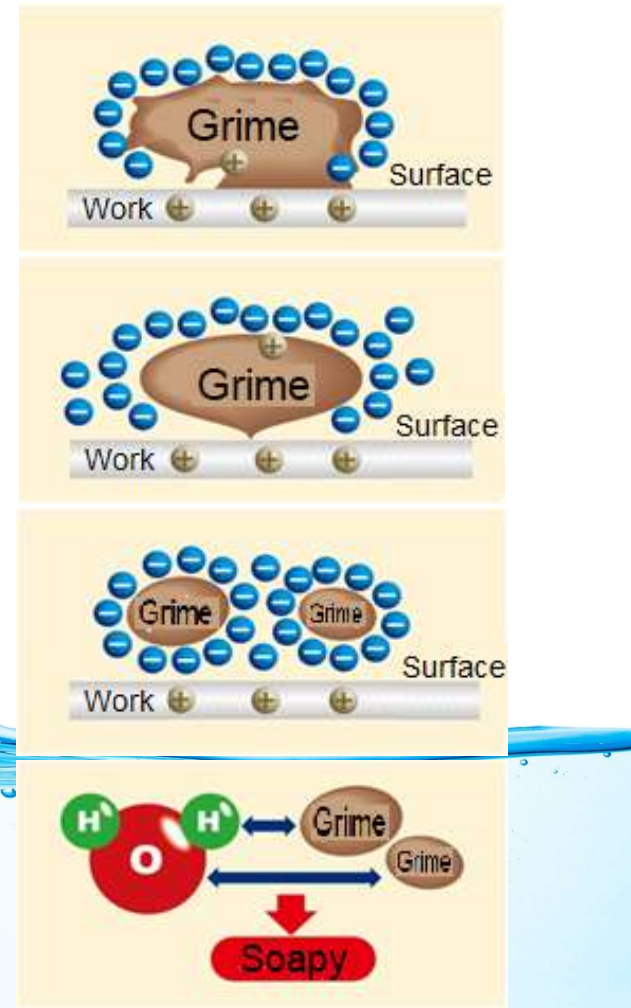 Grime
Surface
Work + + +
Grime
Surface
Work + + +
Grime Grime
Surface
Work + + +
H H Grime
O Grime
Soapy